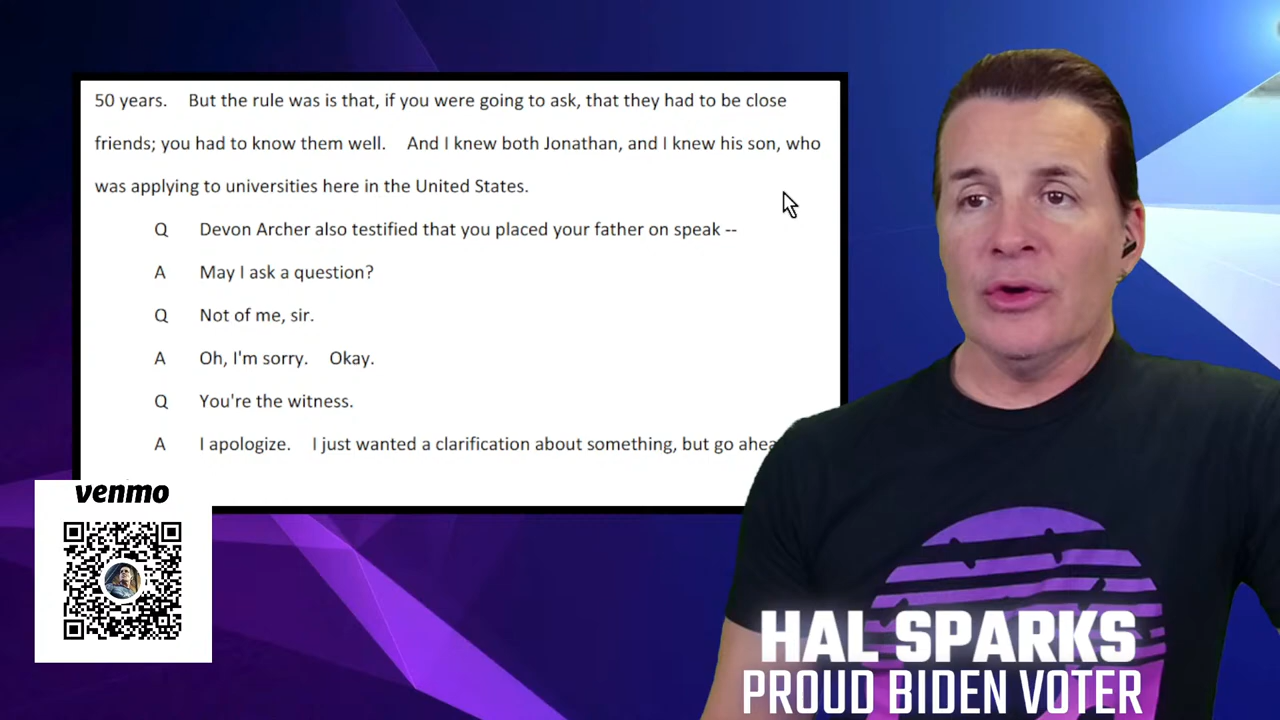 50 years. But the rule was is that, if you were going to ask, that they had to be close
friends; you had to know them well. And I knew both Jonathan, and I knew his son, who
was applying to universities here in the United States.
Q Devon Archer also testified that you placed your father on speak --
A May I ask a question?
Q Not of me, sir.
A Oh, I'm sorry. Okay.
Q You're the witness.
A I apologize. I just wanted a clarification about something, but go
venmo
HAL SPARKS
PROUD BIDEN VOTER